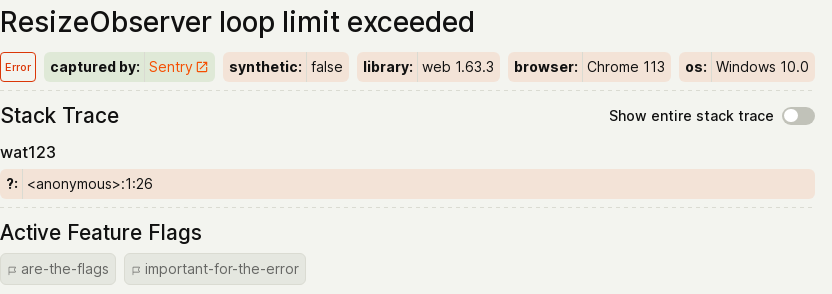 ResizeObserver loop limit exceeded
Error captured by: Sentry synthetic: false library: web 1.63.3 browser: Chrome 113 os: Windows 10.0
Stack Trace Show entire stack trace
wat123
?: <anonymous>:1:26
Active Feature Flags
are-the-flags important-for-the-error